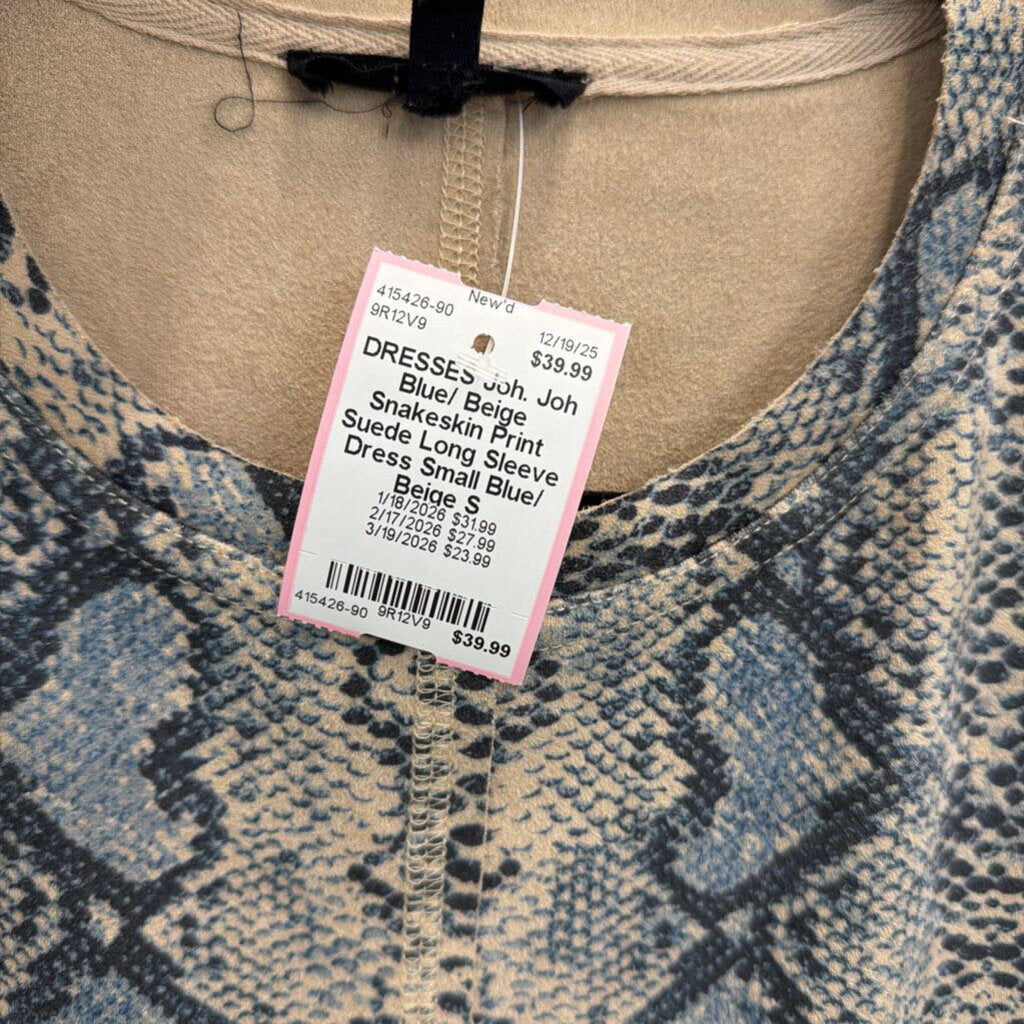 415426-90 New'd
9R12V9 12/19/25
$39.99
DRESSES Joh. Joh
Blue/ Beige
Snakeskin Print
Suede Long Sleeve
Dress Small Blue/
Beige S
1/18/2026 $31.99
2/17/2026 $27.99
3/19/2026 $23.99
415426-90 9R12V9 $39.99